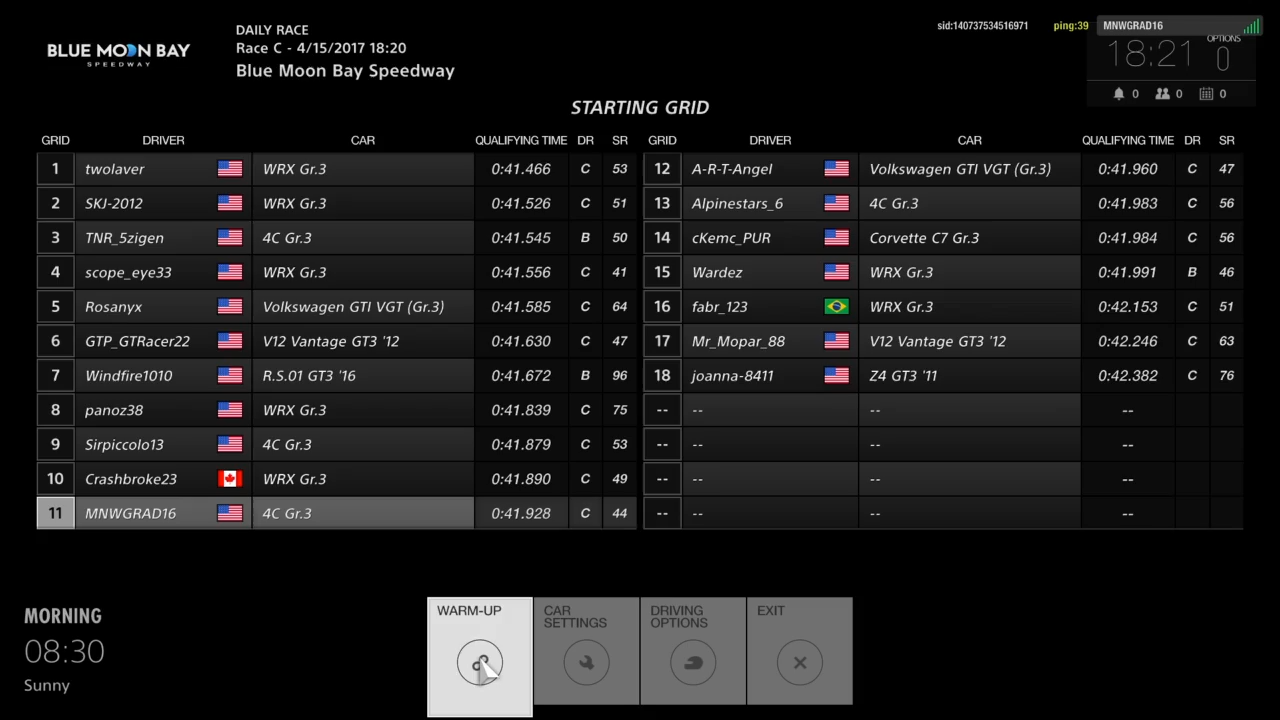 BLUE MOON BAY
SPEEDWAY
DAILY RACE
Race C - 4/15/2017 18:20
Blue Moon Bay Speedway
sid:140737534516971 ping:39 MNWGRAD16
18:21 OPTIONS 0
0 0 0
STARTING GRID
GRID DRIVER CAR QUALIFYING TIME DR SR
1 twolaver WRX Gr.3 0:41.466 C 53
2 SKJ-2012 WRX Gr.3 0:41.526 C 51
3 TNR_5zigen 4C Gr.3 0:41.545 B 50
4 scope_eye33 WRX Gr.3 0:41.556 C 41
5 Rosanyx Volkswagen GTI VGT (Gr.3) 0:41.585 C 64
6 GTP_GTRacer22 V12 Vantage GT3 '12 0:41.630 C 47
7 Windfire1010 R.S.01 GT3 '16 0:41.672 B 96
8 panoz38 WRX Gr.3 0:41.839 C 75
9 Sirpiccolo13 4C Gr.3 0:41.879 C 53
10 Crashbroke23 WRX Gr.3 0:41.890 C 49
11 MNWGRAD16 4C Gr.3 0:41.928 C 44
GRID DRIVER CAR QUALIFYING TIME DR SR
12 A-R-T-Angel Volkswagen GTI VGT (Gr.3) 0:41.960 C 47
13 Alpinestars_6 4C Gr.3 0:41.983 C 56
14 cKemc_PUR Corvette C7 Gr.3 0:41.984 C 56
15 Wardez WRX Gr.3 0:41.991 B 46
16 fabr_123 WRX Gr.3 0:42.153 C 51
17 Mr_Mopar_88 V12 Vantage GT3 '12 0:42.246 C 63
18 joanna-8411 Z4 GT3 '11 0:42.382 C 76
-- -- -- --
-- -- -- --
-- -- -- --
-- -- -- --
MORNING
08:30
Sunny
WARM-UP
CAR
SETTINGS
DRIVING
OPTIONS
EXIT